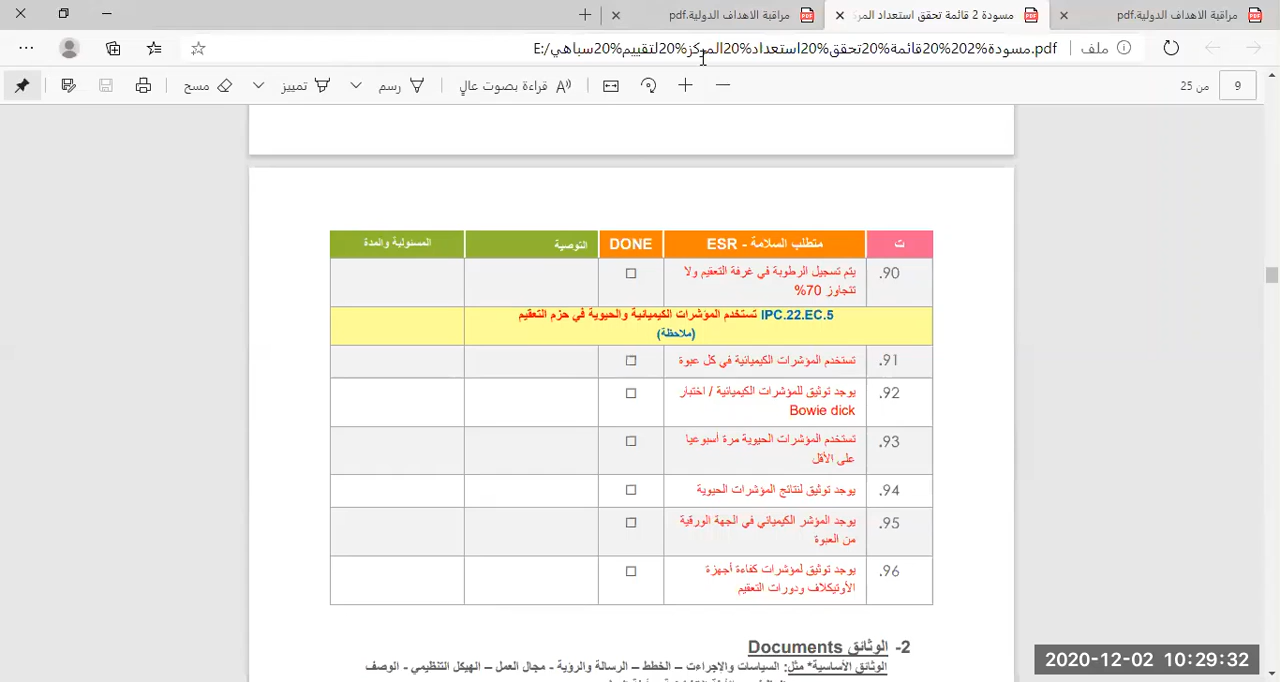 مراقبة الاهداف الدولية.pdf
مسودة 2 قائمة تحقق استعداد المرك
مراقبة الاهداف الدولية.pdf
ملف
E:/مسودة%202%20قائمة%20تحقق%20استعداد%20المركز%20لتقييم%20سباهي.pdf
9 من 25
قراءة بصوت عالٍ
رسم
تمييز
مسح
ت
متطلب السلامة - ESR
DONE
التوصية
المسئولية والمدة
90.
يتم تسجيل الرطوبة في غرفة التعقيم ولا
تتجاوز 70%
IPC.22.EC.5 تستخدم المؤشرات الكيميائية والحيوية في حزم التعقيم
(ملاحظة)
91.
تستخدم المؤشرات الكيميائية في كل عبوة
92.
يوجد توثيق للمؤشرات الكيميائية / اختبار
Bowie dick
93.
تستخدم المؤشرات الحيوية مرة أسبوعيا
على الأقل
94.
يوجد توثيق لنتائج المؤشرات الحيوية
95.
يوجد المؤشر الكيميائي في الجهة الورقية
من العبوة
96.
يوجد توثيق لمؤشرات كفاءة أجهزة
الأوتيكلاف ودورات التعقيم
2- الوثائق Documents
الوثائق الأساسية* مثل: السياسات والإجراءات – الخطط – الرسالة والرؤية - مجال العمل – الهيكل التنظيمي - الوصف
2020-12-02 10:29:32